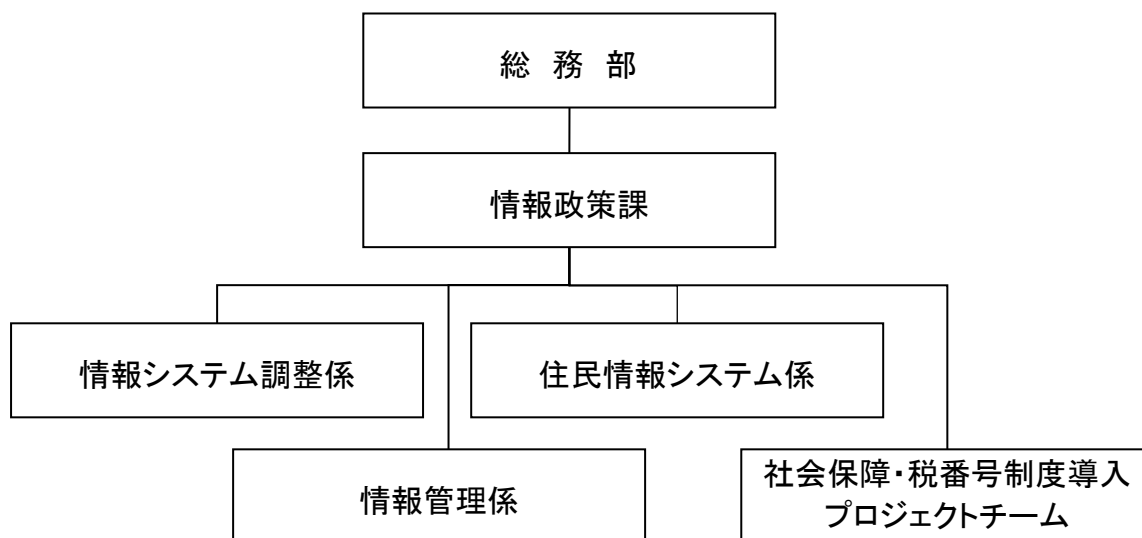 総　務　部
情報政策課
情報システム調整係
住民情報システム係
情報管理係
社会保障・税番号制度導入
プロジェクトチーム